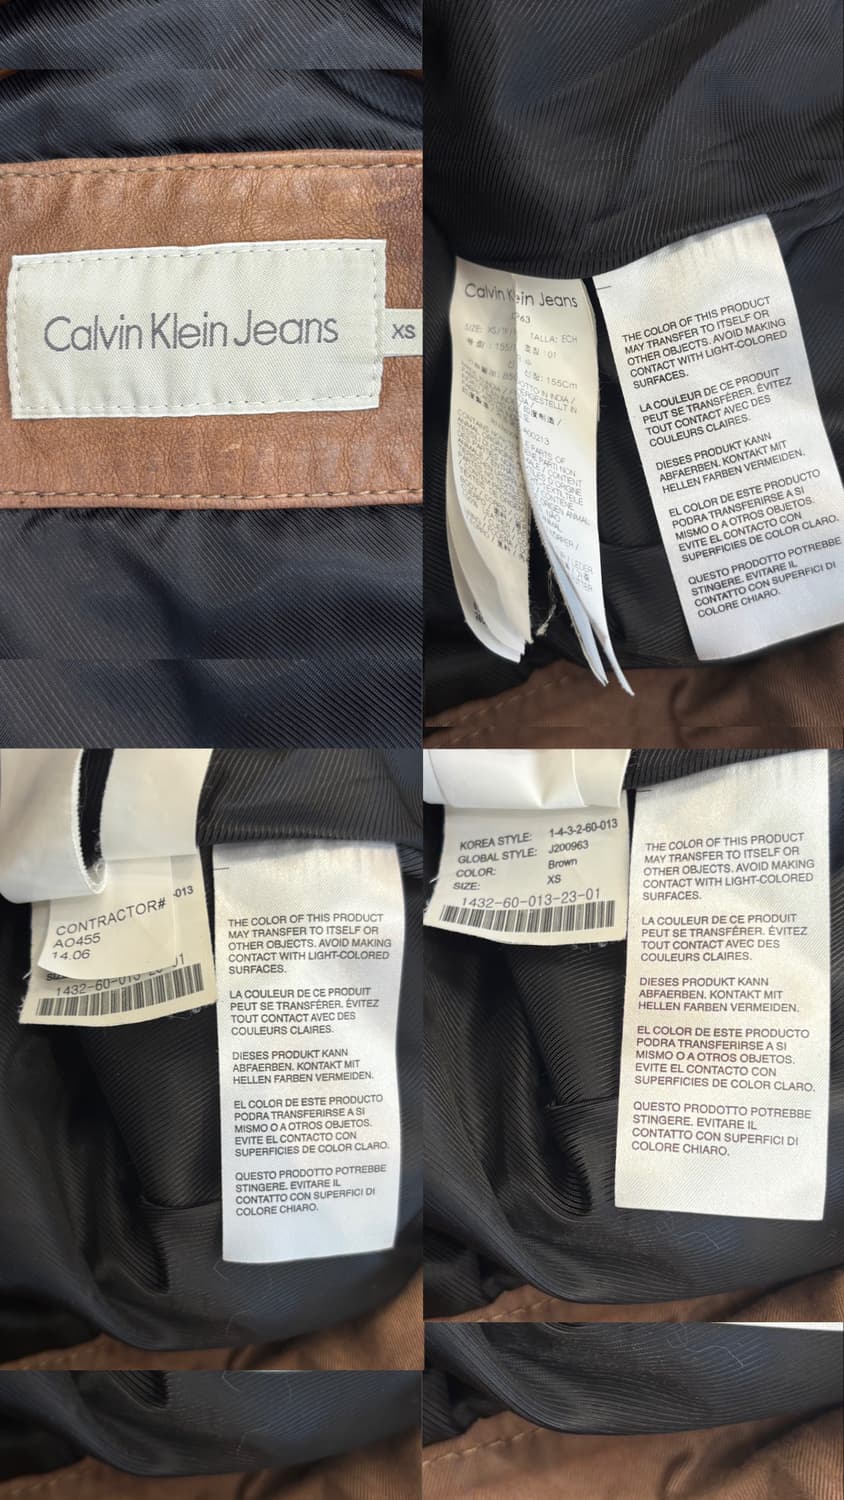 Calvin Klein Jeans
XS
Calvin Klein Jeans
TALLA: ECH
: 01
: 155Cm
THE COLOR OF THIS PRODUCT
MAY TRANSFER TO ITSELF OR
OTHER OBJECTS. AVOID MAKING
CONTACT WITH LIGHT-COLORED
SURFACES.
LA COULEUR DE CE PRODUIT
PEUT SE TRANSFÉRER. ÉVITEZ
TOUT CONTACT AVEC DES
COULEURS CLAIRES.
DIESES PRODUKT KANN
ABFAERBEN. KONTAKT MIT
HELLEN FARBEN VERMEIDEN.
EL COLOR DE ESTE PRODUCTO
PODRA TRANSFERIRSE A SI
MISMO O A OTROS OBJETOS.
EVITE EL CONTACTO CON
SUPERFICIES DE COLOR CLARO.
QUESTO PRODOTTO POTREBBE
STINGERE. EVITARE IL
CONTATTO CON SUPERFICI DI
COLORE CHIARO.
-013
CONTRACTOR#
AO455
14.06
1432-60-013-23-01
THE COLOR OF THIS PRODUCT
MAY TRANSFER TO ITSELF OR
OTHER OBJECTS. AVOID MAKING
CONTACT WITH LIGHT-COLORED
SURFACES.
LA COULEUR DE CE PRODUIT
PEUT SE TRANSFÉRER. ÉVITEZ
TOUT CONTACT AVEC DES
COULEURS CLAIRES.
DIESES PRODUKT KANN
ABFAERBEN. KONTAKT MIT
HELLEN FARBEN VERMEIDEN.
EL COLOR DE ESTE PRODUCTO
PODRA TRANSFERIRSE A SI
MISMO O A OTROS OBJETOS.
EVITE EL CONTACTO CON
SUPERFICIES DE COLOR CLARO.
QUESTO PRODOTTO POTREBBE
STINGERE. EVITARE IL
CONTATTO CON SUPERFICI DI
COLORE CHIARO.
KOREA STYLE: 1-4-3-2-60-013
GLOBAL STYLE: J200963
COLOR: Brown
SIZE: XS
1432-60-013-23-01
THE COLOR OF THIS PRODUCT
MAY TRANSFER TO ITSELF OR
OTHER OBJECTS. AVOID MAKING
CONTACT WITH LIGHT-COLORED
SURFACES.
LA COULEUR DE CE PRODUIT
PEUT SE TRANSFÉRER. ÉVITEZ
TOUT CONTACT AVEC DES
COULEURS CLAIRES.
DIESES PRODUKT KANN
ABFAERBEN. KONTAKT MIT
HELLEN FARBEN VERMEIDEN.
EL COLOR DE ESTE PRODUCTO
PODRA TRANSFERIRSE A SI
MISMO O A OTROS OBJETOS.
EVITE EL CONTACTO CON
SUPERFICIES DE COLOR CLARO.
QUESTO PRODOTTO POTREBBE
STINGERE. EVITARE IL
CONTATTO CON SUPERFICI DI
COLORE CHIARO.